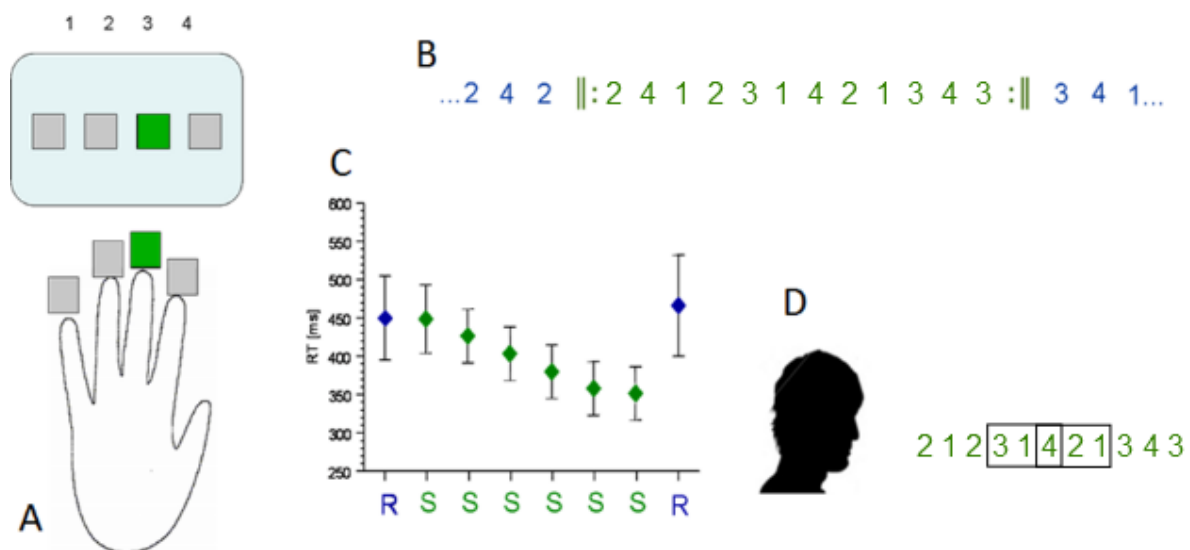 1 2 3 4
A
B
...2 4 2 ‖: 2 4 1 2 3 1 4 2 1 3 4 3 :‖ 3 4 1...
C
RT [ms]
600
550
500
450
400
350
300
250
R S S S S S S R
D
2 1 2 3 1 4 2 1 3 4 3